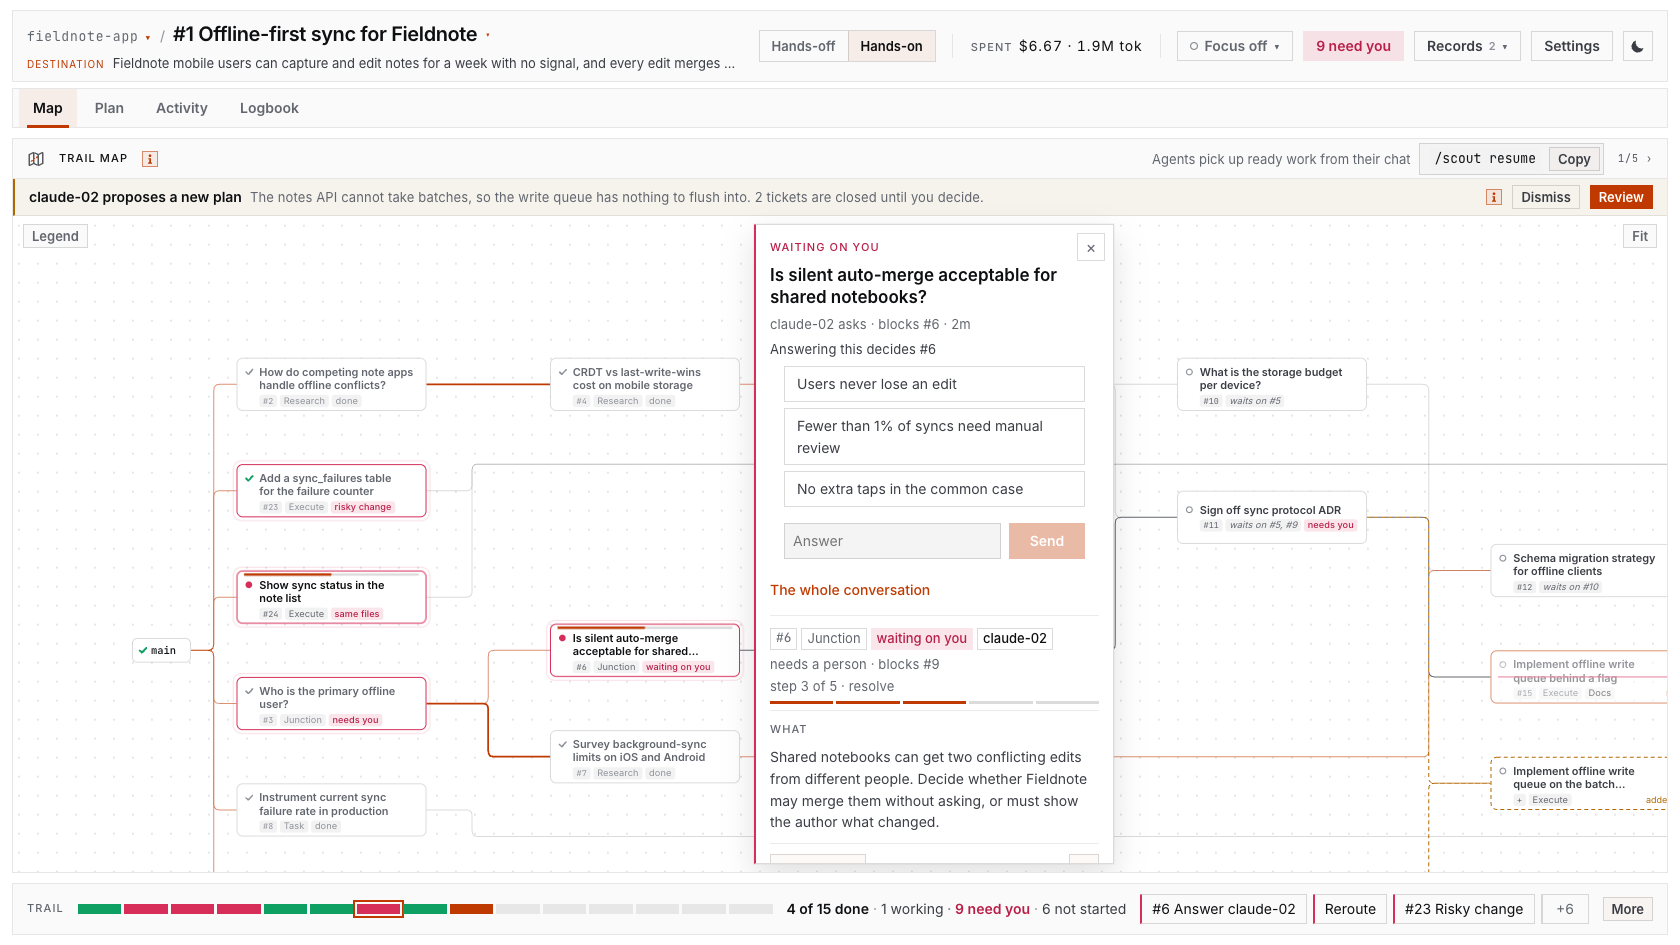 fieldnote-app ▾ / #1 Offline-first sync for Fieldnote
Hands-off Hands-on
SPENT $6.67 · 1.9M tok
Focus off ▾
9 need you
Records 2 ▾
Settings
DESTINATION Fieldnote mobile users can capture and edit notes for a week with no signal, and every edit merges ...
Map Plan Activity Logbook
TRAIL MAP i
Agents pick up ready work from their chat /scout resume Copy 1/5 ›
claude-02 proposes a new plan The notes API cannot take batches, so the write queue has nothing to flush into. 2 tickets are closed until you decide.
i Dismiss Review
Legend
Fit
main
How do competing note apps
handle offline conflicts?
#2 Research done
Add a sync_failures table
for the failure counter
#23 Execute risky change
Show sync status in the
note list
#24 Execute same files
Who is the primary offline
user?
#3 Junction needs you
Instrument current sync
failure rate in production
#8 Task done
CRDT vs last-write-wins
cost on mobile storage
#4 Research done
Is silent auto-merge
acceptable for shared...
#6 Junction waiting on you
Survey background-sync
limits on iOS and Android
#7 Research done
WAITING ON YOU
×
Is silent auto-merge acceptable for
shared notebooks?
claude-02 asks · blocks #6 · 2m
Answering this decides #6
Users never lose an edit
Fewer than 1% of syncs need manual
review
No extra taps in the common case
Answer
Send
The whole conversation
#6 Junction waiting on you claude-02
needs a person · blocks #9
step 3 of 5 · resolve
WHAT
Shared notebooks can get two conflicting edits
from different people. Decide whether Fieldnote
may merge them without asking, or must show
the author what changed.
What is the storage budget
per device?
#10 waits on #5
Sign off sync protocol ADR
#11 waits on #5, #9 needs you
Schema migration strategy
for offline clients
#12 waits on #10
Implement offline write
queue behind a flag
#15 Execute Docs
Implement offline write
queue on the batch...
+ Execute adde
TRAIL
4 of 15 done · 1 working · 9 need you · 6 not started
#6 Answer claude-02
Reroute
#23 Risky change
+6
More